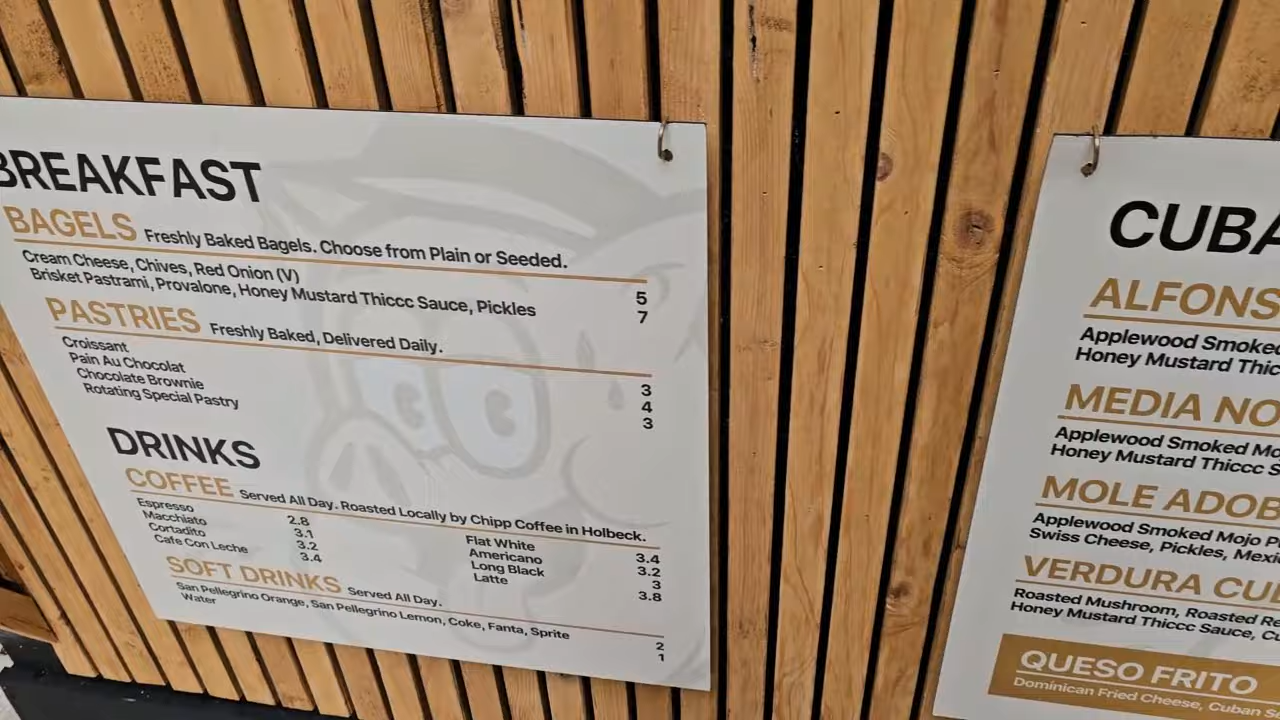 BREAKFAST
BAGELS Freshly Baked Bagels. Choose from Plain or Seeded.
Cream Cheese, Chives, Red Onion (V) 5
Brisket Pastrami, Provalone, Honey Mustard Thiccc Sauce, Pickles 7
PASTRIES Freshly Baked, Delivered Daily.
Croissant 3
Pain Au Chocolat 4
Chocolate Brownie 3
Rotating Special Pastry
DRINKS
COFFEE Served All Day. Roasted Locally by Chipp Coffee in Holbeck.
Espresso 2.8 Flat White 3.4
Macchiato 3.1 Americano 3.2
Cortadito 3.2 Long Black 3
Cafe Con Leche 3.4 Latte 3.8
SOFT DRINKS Served All Day.
San Pellegrino Orange, San Pellegrino Lemon, Coke, Fanta, Sprite 2
Water 1
CUBA
ALFONS
Applewood Smoked
Honey Mustard Thic
MEDIA NO
Applewood Smoked Mo
Honey Mustard Thiccc S
MOLE ADOB
Applewood Smoked Mojo P
Swiss Cheese, Pickles, Mexi
VERDURA CU
Roasted Mushroom, Roasted Re
Honey Mustard Thiccc Sauce, Cu
QUESO FRITO
Dominican Fried Cheese, Cuban S